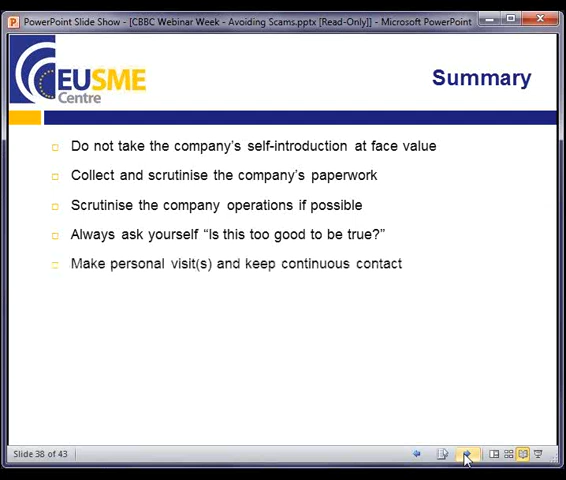 PowerPoint Slide Show - [CBBC Webinar Week - Avoiding Scams.pptx [Read-Only]] - Microsoft PowerPoint
EUSME
Centre
Summary
Do not take the company's self-introduction at face value
Collect and scrutinise the company's paperwork
Scrutinise the company operations if possible
Always ask yourself “Is this too good to be true?”
Make personal visit(s) and keep continuous contact
Slide 38 of 43